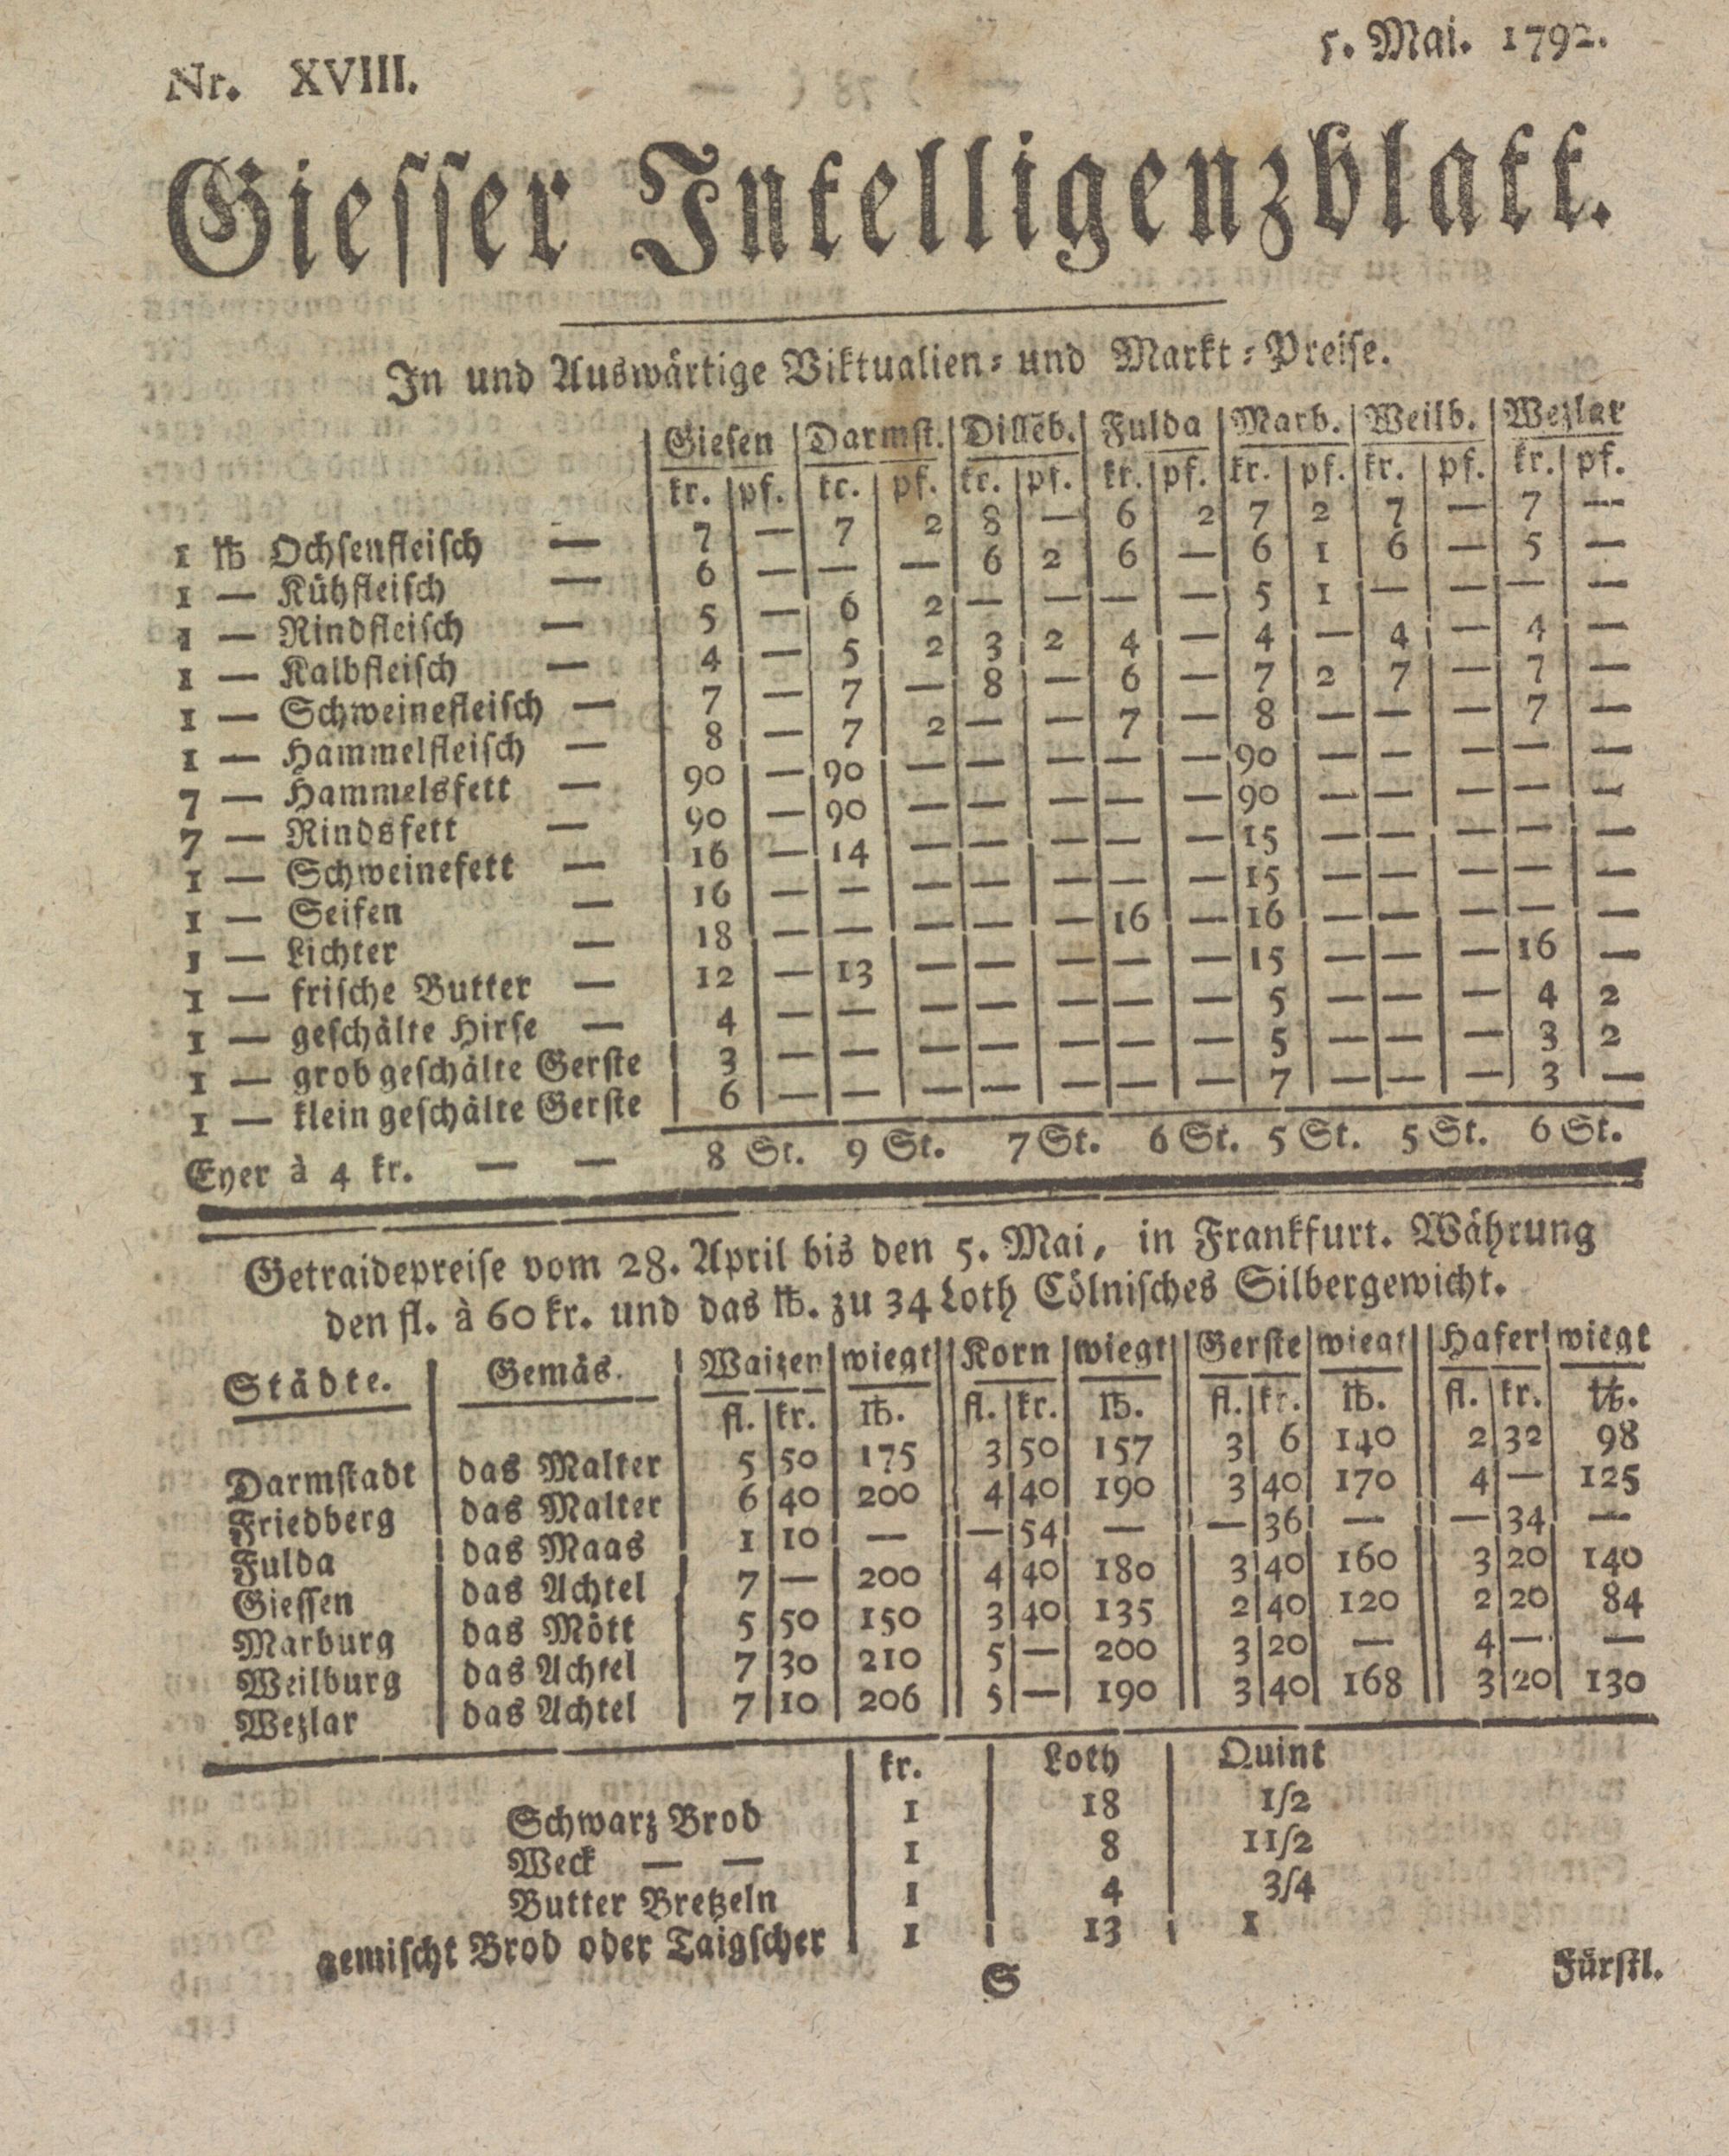 Nr. XVIII.
5. Mai. 1792.
Giesser Intelligenzblatt.
In und Auswärtige Viktualien- und Markt-Preise.
Giesen | Darmst. | Dillēb. | Fulda | Marb. | Weilb. | Wezlar
kr. | pf. | kr. | pf. | kr. | pf. | kr. | pf. | kr. | pf. | kr. | pf. | kr. | pf.
1 ℔ Ochsenfleisch — 7 | — | 7 | 2 | 8 | — | 6 | 2 | 7 | 2 | 7 | — | 7 | —
1 — Kühfleisch — 6 | — | — | — | 6 | 2 | 6 | — | 6 | 1 | 6 | — | 5 | —
1 — Rindfleisch — 5 | — | 6 | 2 | — | — | — | — | 5 | 1 | — | — | — | —
1 — Kalbfleisch — 4 | — | 5 | 2 | 3 | 2 | 4 | — | 4 | — | 4 | — | 4 | —
1 — Schweinefleisch — 7 | — | 7 | — | 8 | — | 6 | — | 7 | 2 | 7 | — | 7 | —
1 — Hammelfleisch — 8 | — | 7 | 2 | — | — | 7 | — | 8 | — | — | — | 7 | —
7 — Hammelsfett — 90 | — | 90 | — | — | — | — | — | 90 | — | — | — | — | —
7 — Rindsfett — 90 | — | 90 | — | — | — | — | — | 90 | — | — | — | — | —
1 — Schweinefett — 16 | — | 14 | — | — | — | — | — | 15 | — | — | — | — | —
1 — Seifen — 16 | — | — | — | — | — | — | — | 15 | — | — | — | — | —
1 — Lichter — 18 | — | — | — | — | — | 16 | — | 16 | — | — | — | — | —
1 — frische Butter — 12 | — | 13 | — | — | — | — | — | 15 | — | — | — | 16 | —
1 — geschälte Hirse — 4 | — | — | — | — | — | — | — | 5 | — | — | — | 4 | 2
1 — grob geschälte Gerste 3 | — | — | — | — | — | — | — | 5 | — | — | — | 3 | 2
1 — klein geschälte Gerste 6 | — | — | — | — | — | — | — | 7 | — | — | — | 3 | —
Eyer à 4 kr. — — 8 St. 9 St. 7 St. 6 St. 5 St. 5 St. 6 St.
Getraidepreise vom 28. April bis den 5. Mai, in Frankfurt. Währung
den fl. à 60 kr. und das ℔. zu 34 Loth Cölnisches Silbergewicht.
Städte. | Gemäs. | Waitzen | wiegt | Korn | wiegt | Gerste | wiegt | Hafer | wiegt
fl. | kr. | ℔. | fl. | kr. | ℔. | fl. | kr. | ℔. | fl. | kr. | ℔.
Darmstadt | das Malter | 5 | 50 | 175 | 3 | 50 | 157 | 3 | 6 | 140 | 2 | 32 | 98
Friedberg | das Malter | 6 | 40 | 200 | 4 | 40 | 190 | 3 | 40 | 170 | 4 | — | 125
Fulda | das Maas | 1 | 10 | — | — | 54 | — | — | 36 | — | — | 34 | —
Giessen | das Achtel | 7 | — | 200 | 4 | 40 | 180 | 3 | 40 | 160 | 3 | 20 | 140
Marburg | das Mött | 5 | 50 | 150 | 3 | 40 | 135 | 2 | 40 | 120 | 2 | 20 | 84
Weilburg | das Achtel | 7 | 30 | 210 | 5 | — | 200 | 3 | 20 | — | 4 | — | —
Wezlar | das Achtel | 7 | 10 | 206 | 5 | — | 190 | 3 | 40 | 168 | 3 | 20 | 130
kr. | Loth | Quint
Schwarz Brod | 1 | 18 | 1/2
Weck — — | 1 | 8 | 11/2
Butter Bretzeln | 1 | 4 | 3/4
gemischt Brod oder Taigscher | 1 | 13 | 1
S
Fürstl.